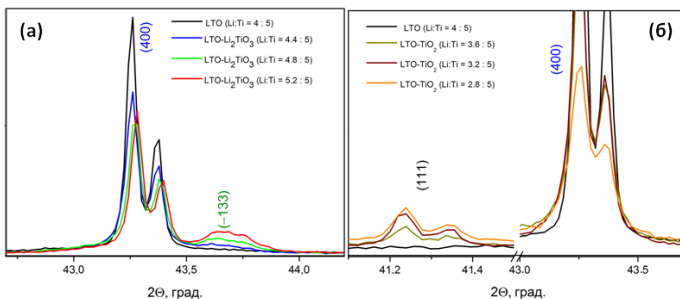 (а)
(400)
LTO (Li:Ti = 4 : 5)
LTO-Li₂TiO₃ (Li:Ti = 4.4 : 5)
LTO-Li₂TiO₃ (Li:Ti = 4.8 : 5)
LTO-Li₂TiO₃ (Li:Ti = 5.2 : 5)
(−133)
43,0
43,5
44,0
2Θ, град.
(б)
LTO (Li:Ti = 4 : 5)
LTO-TiO₂ (Li:Ti = 3.6 : 5)
LTO-TiO₂ (Li:Ti = 3.2 : 5)
LTO-TiO₂ (Li:Ti = 2.8 : 5)
(400)
(111)
41.2
41.4
43.0
43.5
2Θ, град.